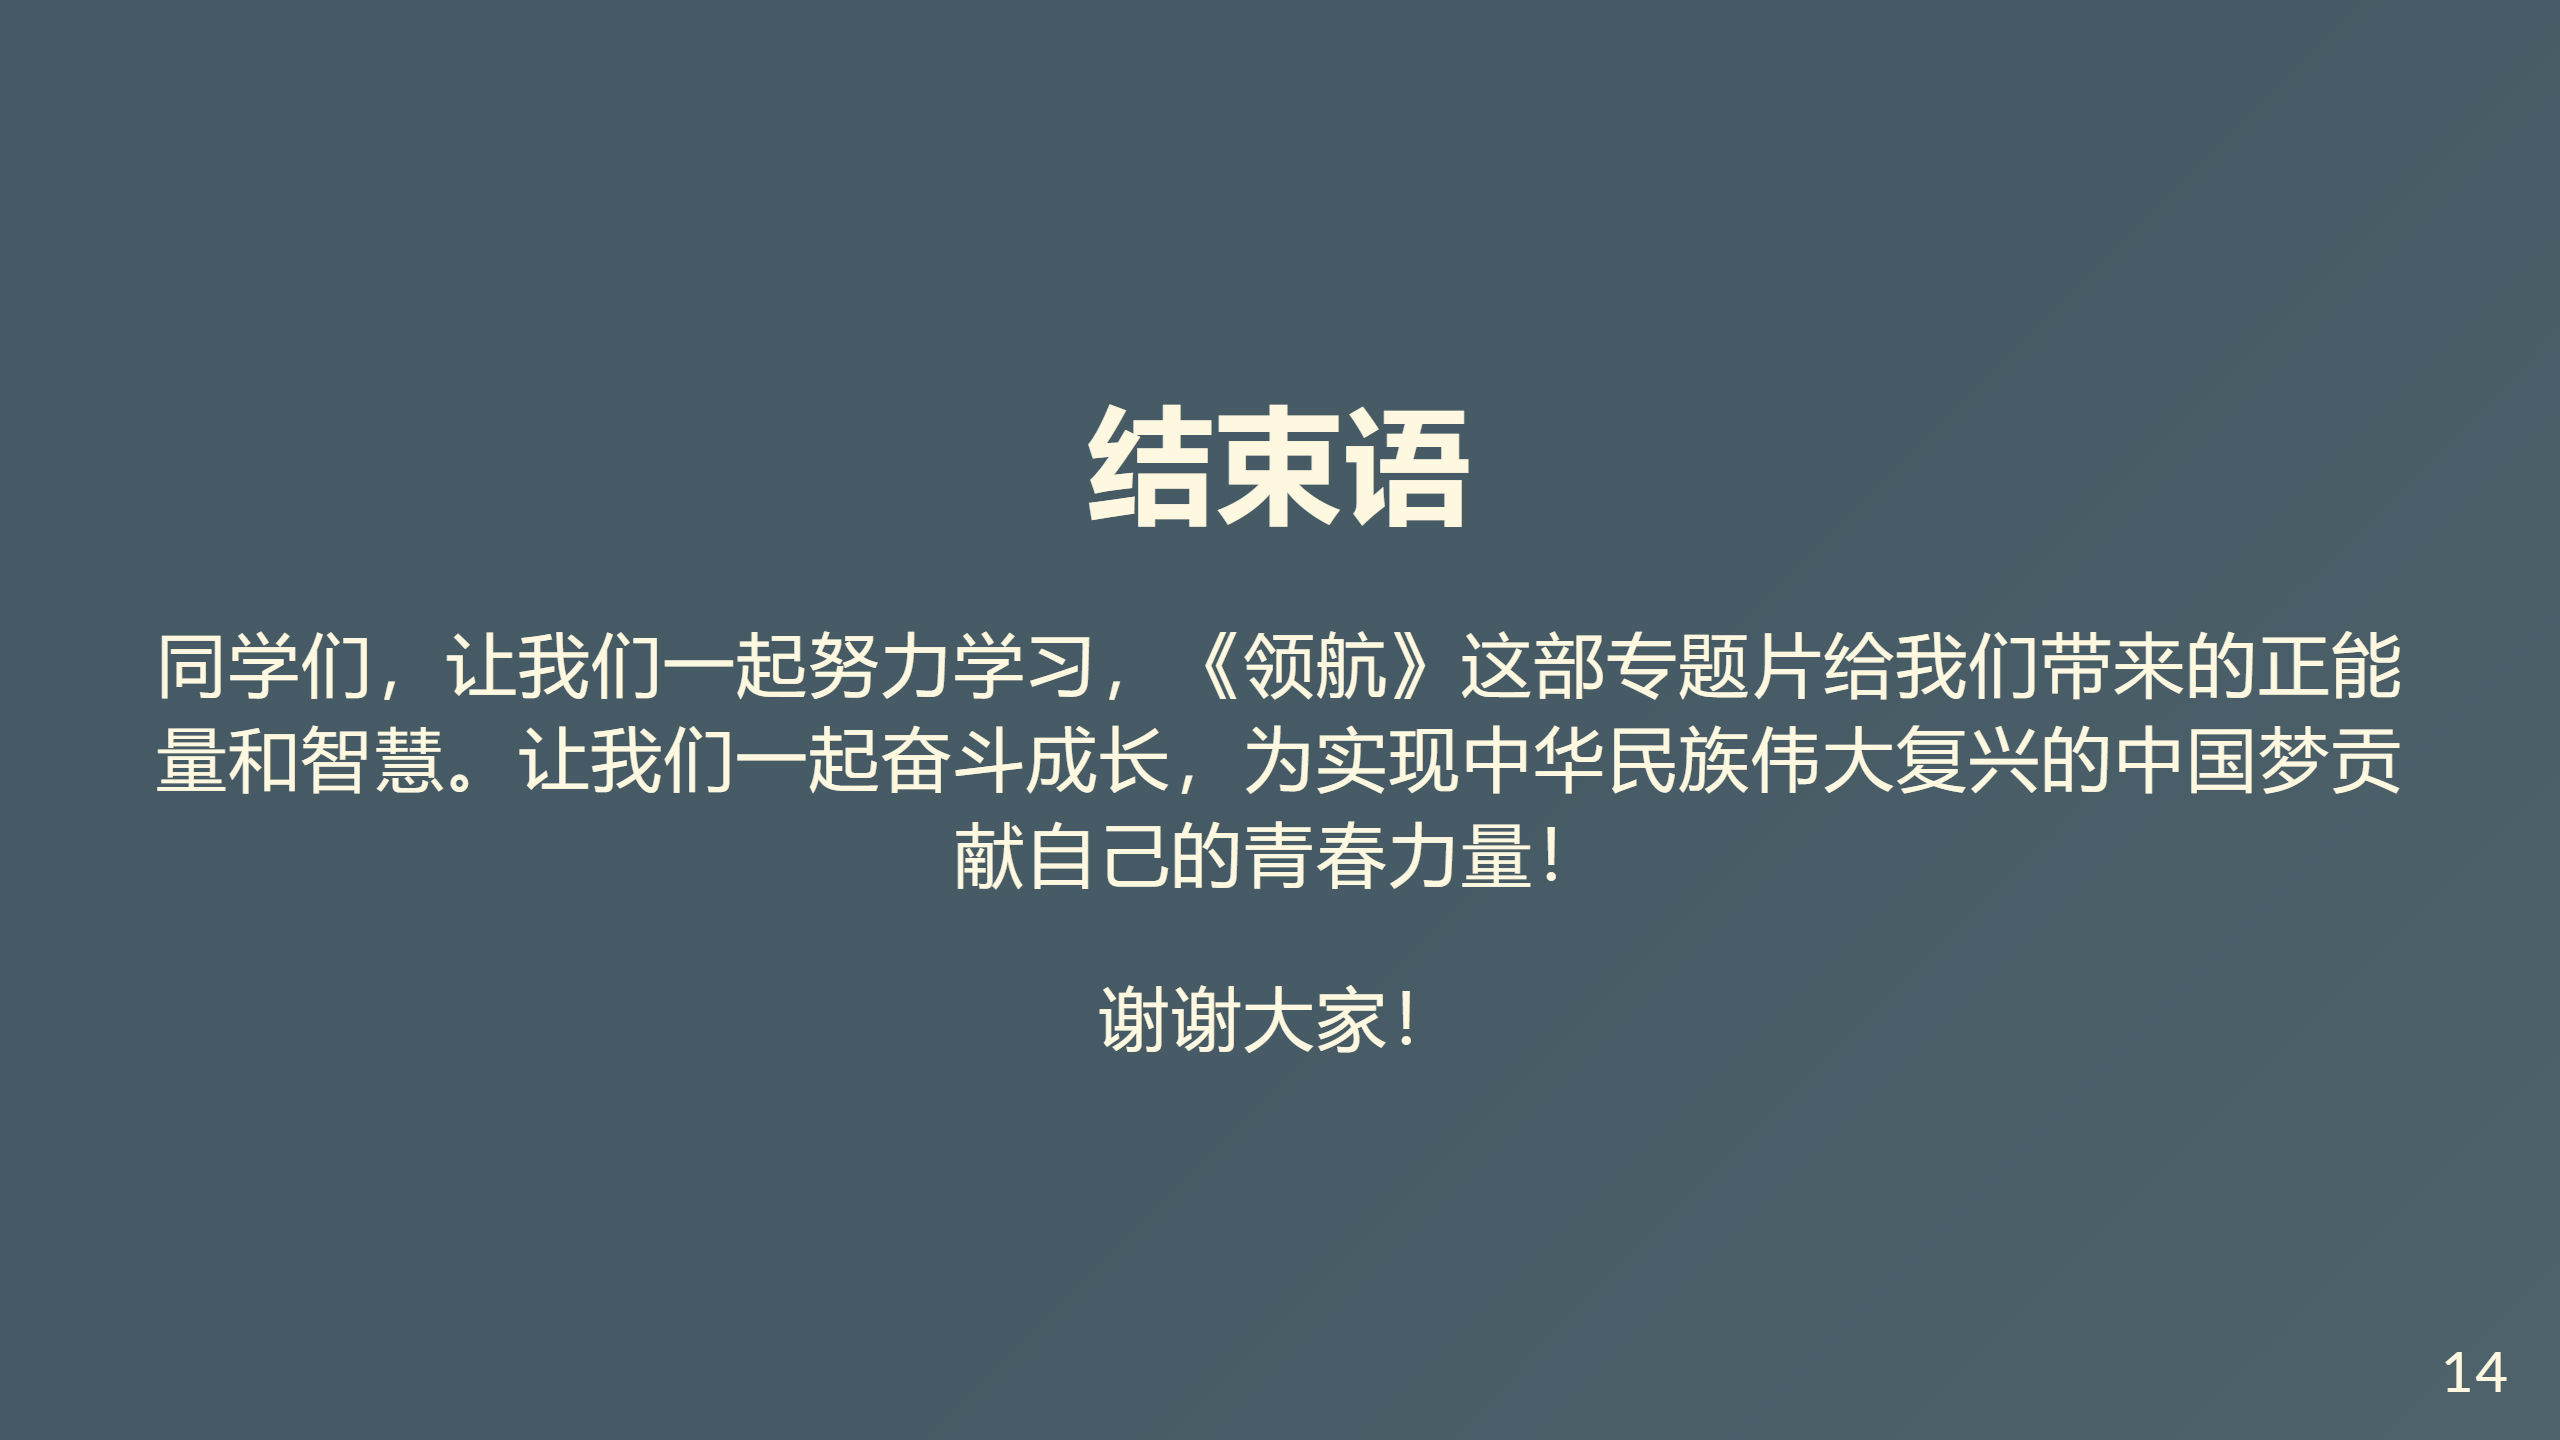 结束语
同学们，让我们一起努力学习，《领航》这部专题片给我们带来的正能
量和智慧。让我们一起奋斗成长，为实现中华民族伟大复兴的中国梦贡
献自己的青春力量！
谢谢大家！
14